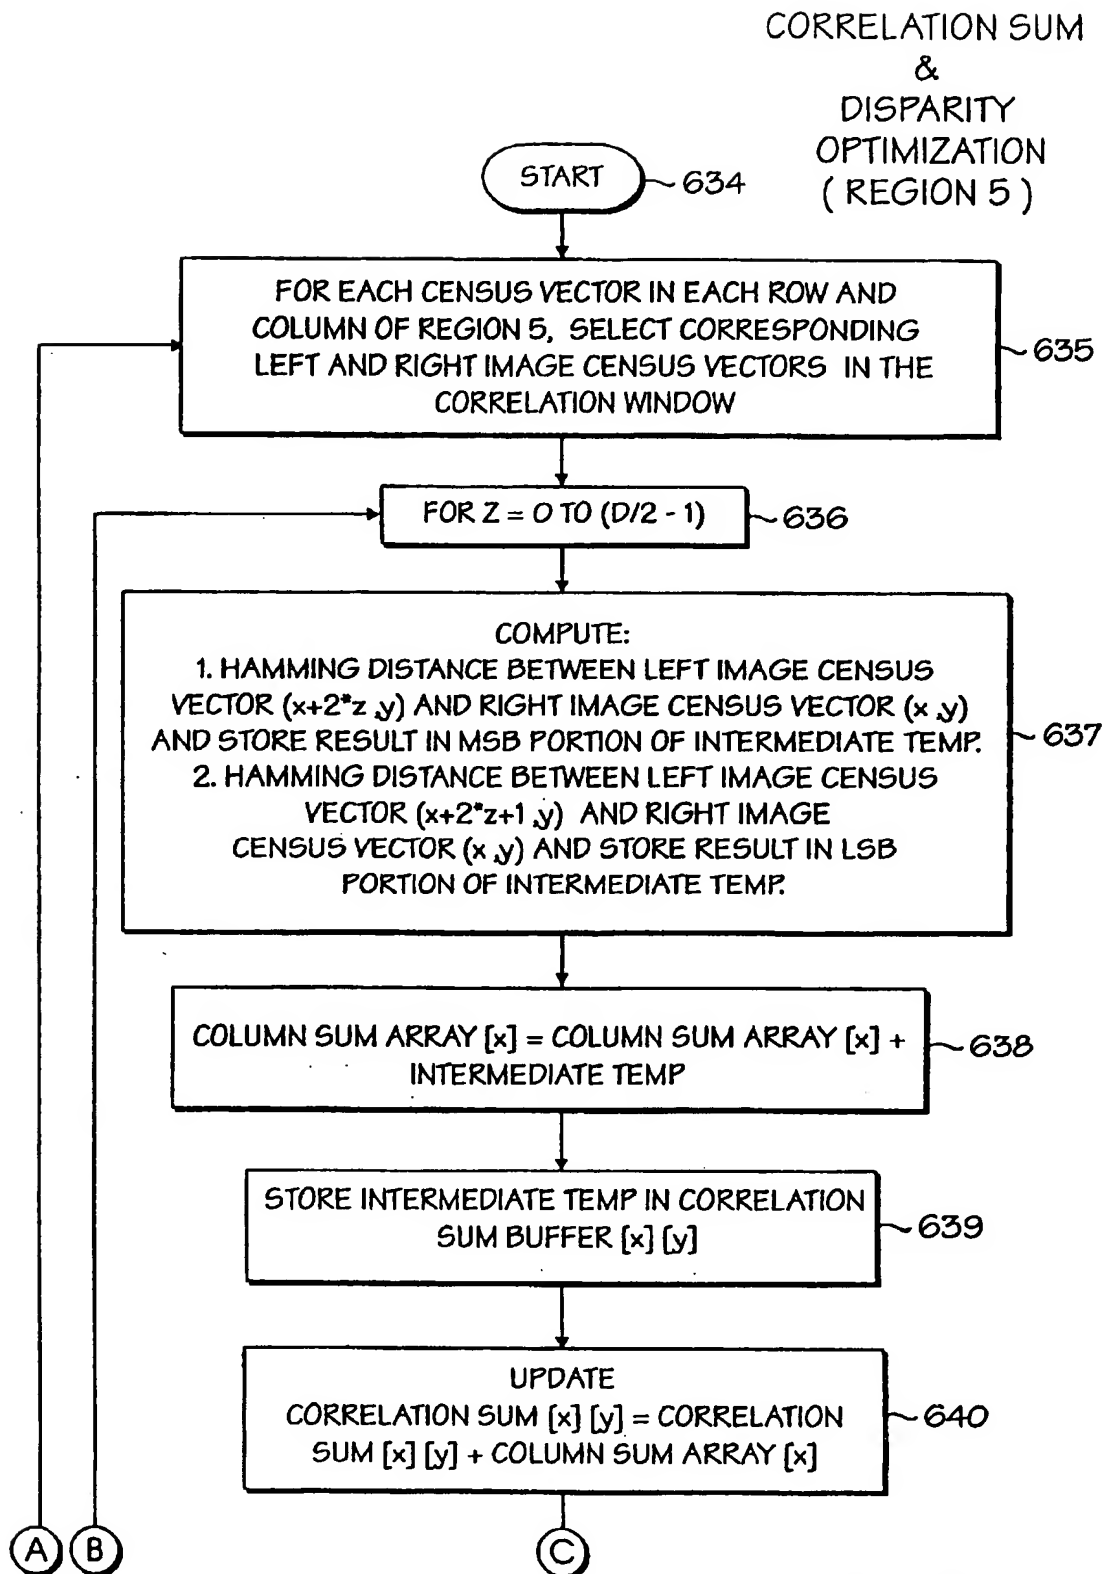 CORRELATION SUM
&
DISPARITY
OPTIMIZATION
( REGION 5 )
START
634
FOR EACH CENSUS VECTOR IN EACH ROW AND
COLUMN OF REGION 5, SELECT CORRESPONDING
LEFT AND RIGHT IMAGE CENSUS VECTORS IN THE
CORRELATION WINDOW
635
FOR Z = 0 TO (D/2 - 1)
636
COMPUTE:
1. HAMMING DISTANCE BETWEEN LEFT IMAGE CENSUS
VECTOR (x+2*z ,y) AND RIGHT IMAGE CENSUS VECTOR (x ,y)
AND STORE RESULT IN MSB PORTION OF INTERMEDIATE TEMP.
2. HAMMING DISTANCE BETWEEN LEFT IMAGE CENSUS
VECTOR (x+2*z+1 ,y) AND RIGHT IMAGE
CENSUS VECTOR (x ,y) AND STORE RESULT IN LSB
PORTION OF INTERMEDIATE TEMP.
637
COLUMN SUM ARRAY [x] = COLUMN SUM ARRAY [x] +
INTERMEDIATE TEMP
638
STORE INTERMEDIATE TEMP IN CORRELATION
SUM BUFFER [x] [y]
639
UPDATE
CORRELATION SUM [x] [y] = CORRELATION
SUM [x] [y] + COLUMN SUM ARRAY [x]
640
A
B
C